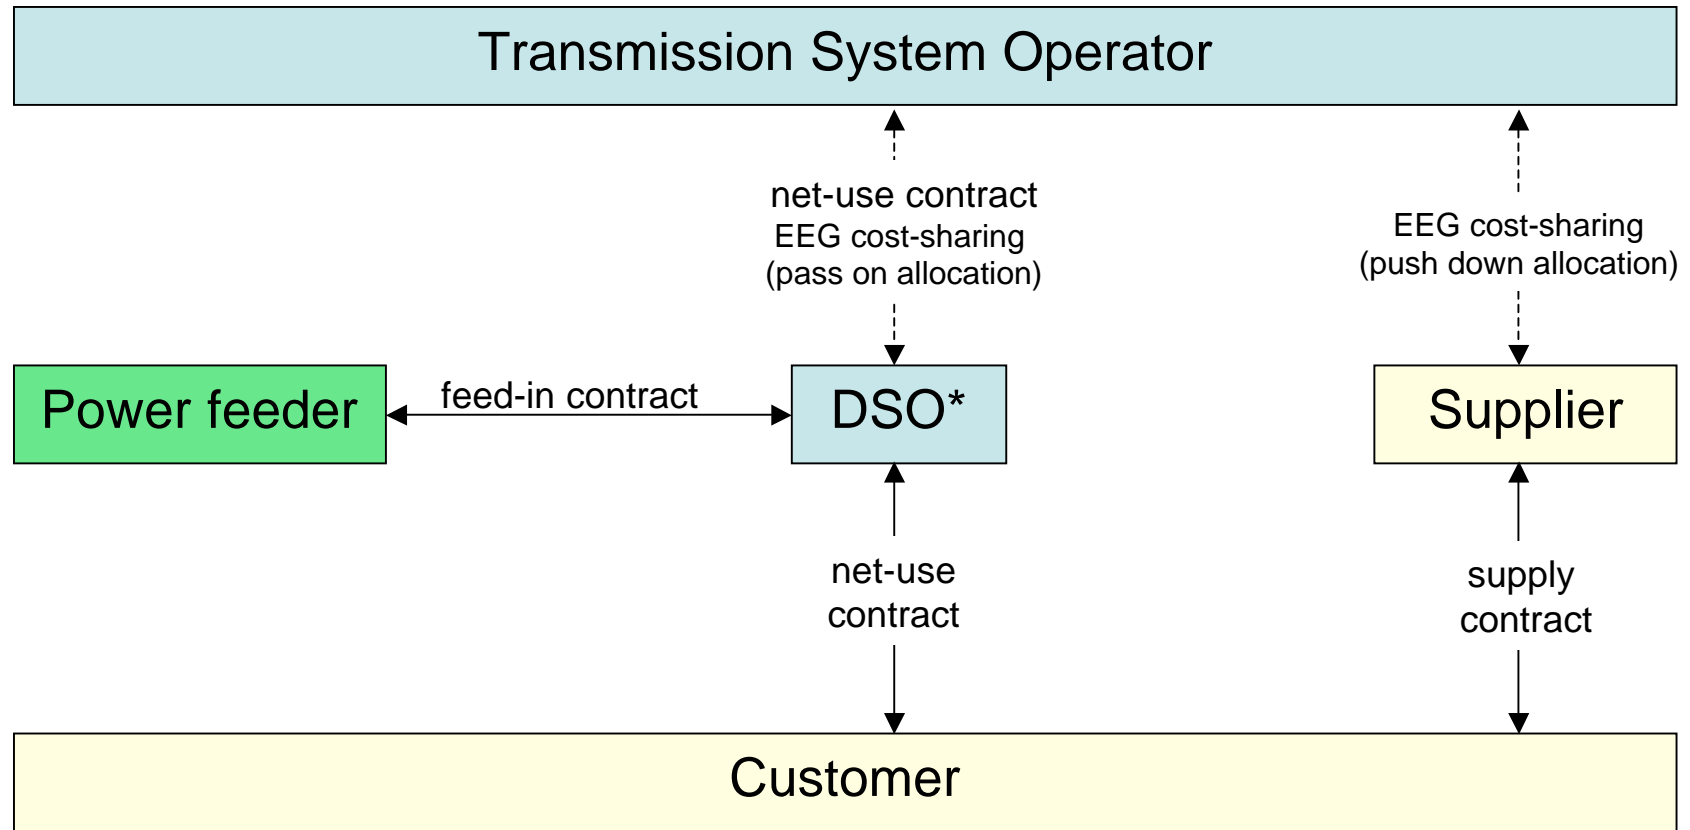 Transmission System Operator
net-use contract
EEG cost-sharing
(pass on allocation)
EEG cost-sharing
(push down allocation)
Power feeder
feed-in contract
DSO*
Supplier
net-use
contract
supply
contract
Customer